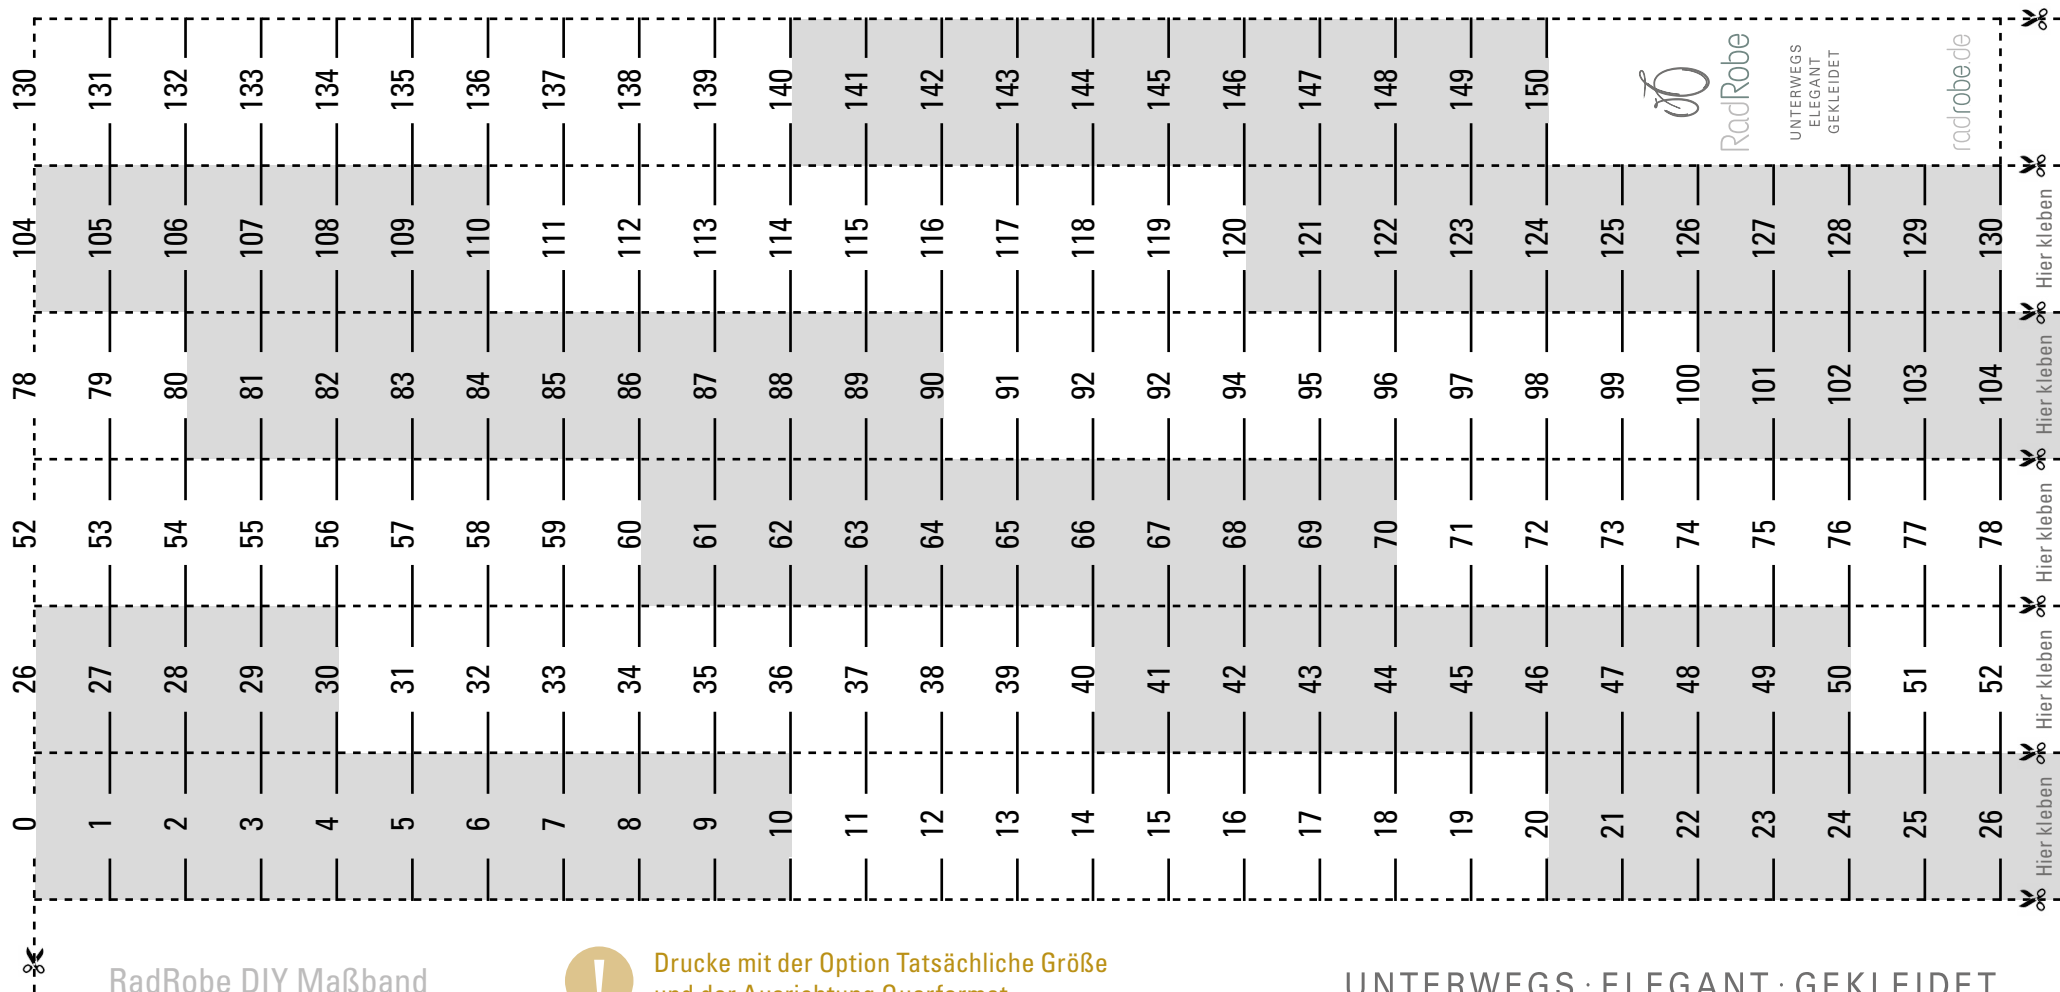 130 131 132 133 134 135 136 137 138 139 140 141 142 143 144 145 146 147 148 149 150
RadRobe
UNTERWEGS
ELEGANT
GEKLEIDET
radrobe.de
104 105 106 107 108 109 110 111 112 113 114 115 116 117 118 119 120 121 122 123 124 125 126 127 128 129 130 Hier kleben
78 79 80 81 82 83 84 85 86 87 88 89 90 91 92 92 94 95 96 97 98 99 100 101 102 103 104 Hier kleben
52 53 54 55 56 57 58 59 60 61 62 63 64 65 66 67 68 69 70 71 72 73 74 75 76 77 78 Hier kleben
26 27 28 29 30 31 32 33 34 35 36 37 38 39 40 41 42 43 44 45 46 47 48 49 50 51 52 Hier kleben
0 1 2 3 4 5 6 7 8 9 10 11 12 13 14 15 16 17 18 19 20 21 22 23 24 25 26 Hier kleben
RadRobe DIY Maßband
Drucke mit der Option Tatsächliche Größe
und der Ausrichtung Querformat
UNTERWEGS · ELEGANT · GEKLEIDET